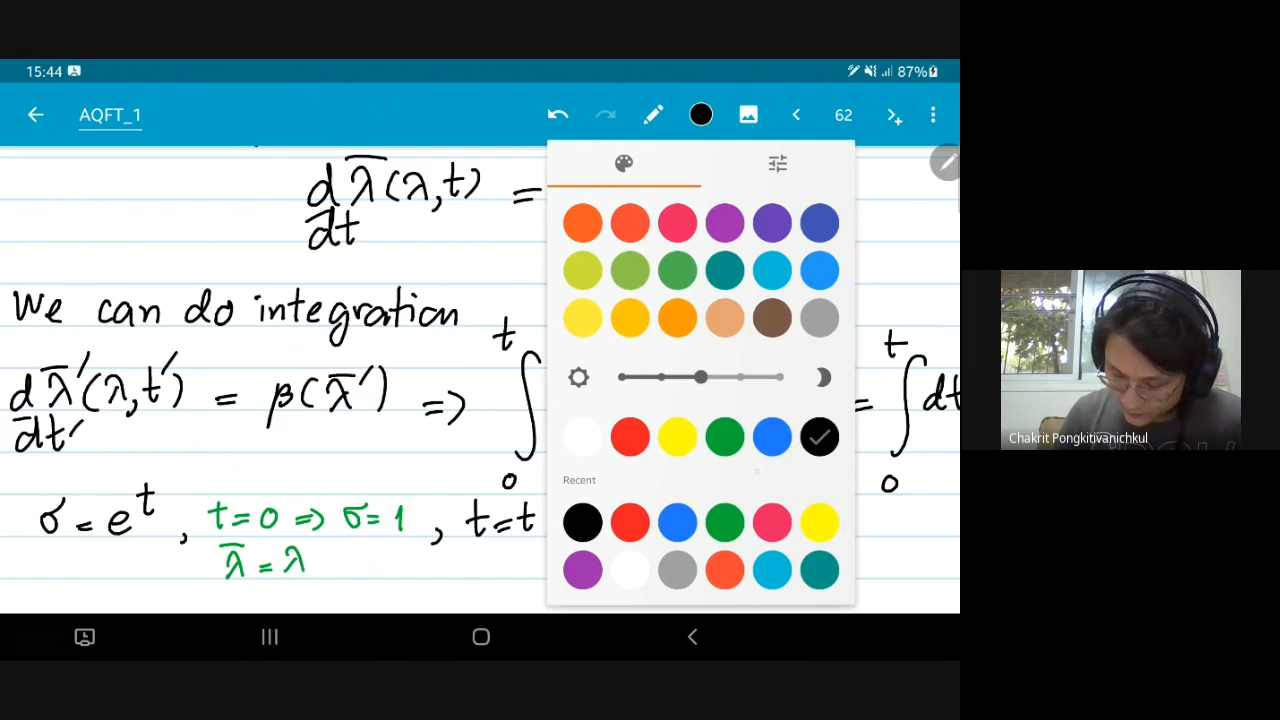 15:44 87%
AQFT_1 62
d λ̄(λ,t) =
dt
We can do integration
d λ̄′(λ,t′) = β(λ̄′) => ∫ = ∫ dt
dt′
t 0 t 0
σ = e^t , t=0 => σ=1 , t=t
λ̄ = λ
Recent
Chakrit Pongkitivanichkul